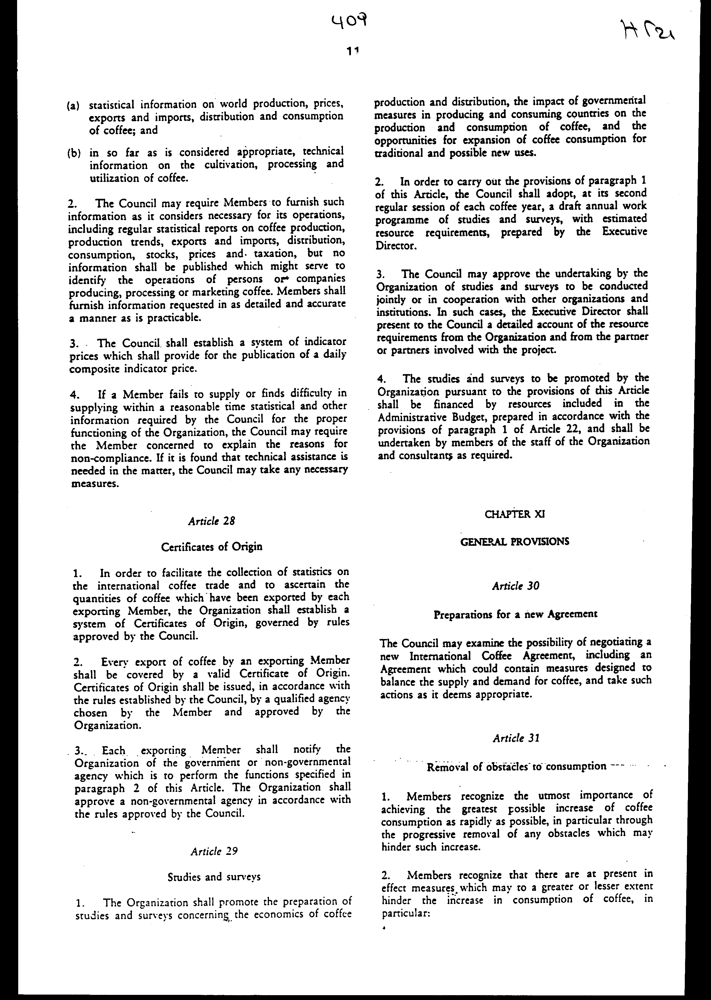 409
11
(a) statistical information on world production, prices,
exports and imports, distribution and consumption
of coffee; and
(b) in so far as is considered appropriate, technical
information on the cultivation, processing and
utilization of coffee.
2. The Council may require Members to furnish such
information as it considers necessary for its operations,
including regular statistical reports on coffee production,
production trends, exports and imports, distribution,
consumption, stocks, prices and taxation, but no
information shall be published which might serve to
identify the operations of persons or companies
producing, processing or marketing coffee. Members shall
furnish information requested in as detailed and accurate
a manner as is practicable.
3. The Council shall establish a system of indicator
prices which shall provide for the publication of a daily
composite indicator price.
4. If a Member fails to supply or finds difficulty in
supplying within a reasonable time statistical and other
information required by the Council for the proper
functioning of the Organization, the Council may require
the Member concerned to explain the reasons for
non-compliance. If it is found that technical assistance is
needed in the matter, the Council may take any necessary
measures.
Article 28
Certificates of Origin
1. In order to facilitate the collection of statistics on
the international coffee trade and to ascertain the
quantities of coffee which have been exported by each
exporting Member, the Organization shall establish a
system of Certificates of Origin, governed by rules
approved by the Council.
2. Every export of coffee by an exporting Member
shall be covered by a valid Certificate of Origin.
Certificates of Origin shall be issued, in accordance with
the rules established by the Council, by a qualified agency
chosen by the Member and approved by the
Organization.
3. Each exporting Member shall notify the
Organization of the government or non-governmental
agency which is to perform the functions specified in
paragraph 2 of this Article. The Organization shall
approve a non-governmental agency in accordance with
the rules approved by the Council.
Article 29
Studies and surveys
1. The Organization shall promote the preparation of
studies and surveys concerning the economics of coffee
production and distribution, the impact of governmental
measures in producing and consuming countries on the
production and consumption of coffee, and the
opportunities for expansion of coffee consumption for
traditional and possible new uses.
2. In order to carry out the provisions of paragraph 1
of this Article, the Council shall adopt, at its second
regular session of each coffee year, a draft annual work
programme of studies and surveys, with estimated
resource requirements, prepared by the Executive
Director.
3. The Council may approve the undertaking by the
Organization of studies and surveys to be conducted
jointly or in cooperation with other organizations and
institutions. In such cases, the Executive Director shall
present to the Council a detailed account of the resource
requirements from the Organization and from the partner
or partners involved with the project.
4. The studies and surveys to be promoted by the
Organization pursuant to the provisions of this Article
shall be financed by resources included in the
Administrative Budget, prepared in accordance with the
provisions of paragraph 1 of Article 22, and shall be
undertaken by members of the staff of the Organization
and consultants as required.
CHAPTER XI
GENERAL PROVISIONS
Article 30
Preparations for a new Agreement
The Council may examine the possibility of negotiating a
new International Coffee Agreement, including an
Agreement which could contain measures designed to
balance the supply and demand for coffee, and take such
actions as it deems appropriate.
Article 31
Removal of obstacles to consumption
1. Members recognize the utmost importance of
achieving the greatest possible increase of coffee
consumption as rapidly as possible, in particular through
the progressive removal of any obstacles which may
hinder such increase.
2. Members recognize that there are at present in
effect measures which may to a greater or lesser extent
hinder the increase in consumption of coffee, in
particular: